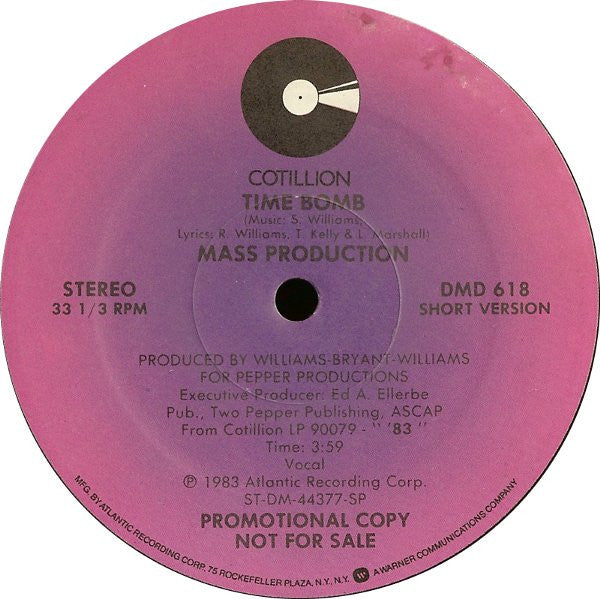 COTILLION
TIME BOMB
(Music: S. Williams,
Lyrics: R. Williams, T. Kelly & L. Marshall)
MASS PRODUCTION
STEREO
33 1/3 RPM
DMD 618
SHORT VERSION
PRODUCED BY WILLIAMS-BRYANT-WILLIAMS
FOR PEPPER PRODUCTIONS
Executive Producer: Ed A. Ellerbe
Pub., Two Pepper Publishing, ASCAP
From Cotillion LP 90079 - " '83 "
Time: 3:59
Vocal
Ⓟ 1983 Atlantic Recording Corp.
ST-DM-44377-SP
PROMOTIONAL COPY
NOT FOR SALE
MFG. BY ATLANTIC RECORDING CORP. 75 ROCKEFELLER PLAZA, N.Y., N.Y. A WARNER COMMUNICATIONS COMPANY